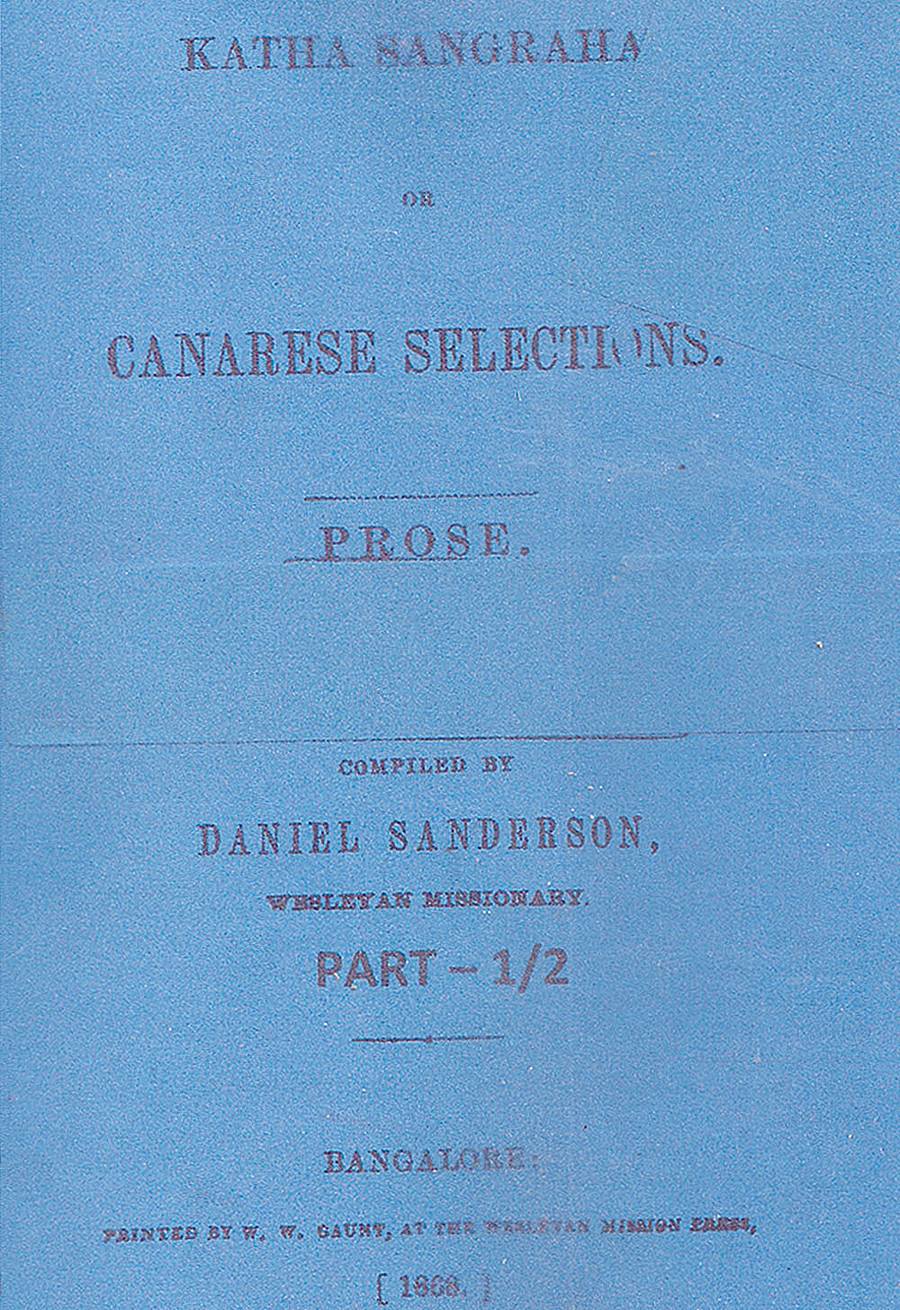 KATHA SANGRAHA
OR
CANARESE SELECTIONS.
PROSE.
COMPILED BY
DANIEL SANDERSON,
WESLEYAN MISSIONARY.
PART – 1/2
BANGALORE:
PRINTED BY W. W. GAUNT, AT THE WESLEYAN MISSION PRESS,